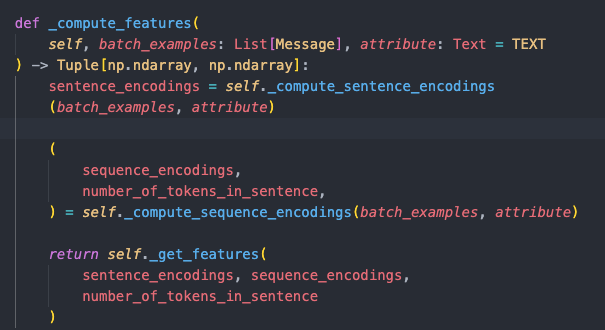 def _compute_features(
    self, batch_examples: List[Message], attribute: Text = TEXT
) -> Tuple[np.ndarray, np.ndarray]:
    sentence_encodings = self._compute_sentence_encodings
    (batch_examples, attribute)

    (
        sequence_encodings,
        number_of_tokens_in_sentence,
    ) = self._compute_sequence_encodings(batch_examples, attribute)

    return self._get_features(
        sentence_encodings, sequence_encodings,
        number_of_tokens_in_sentence
    )